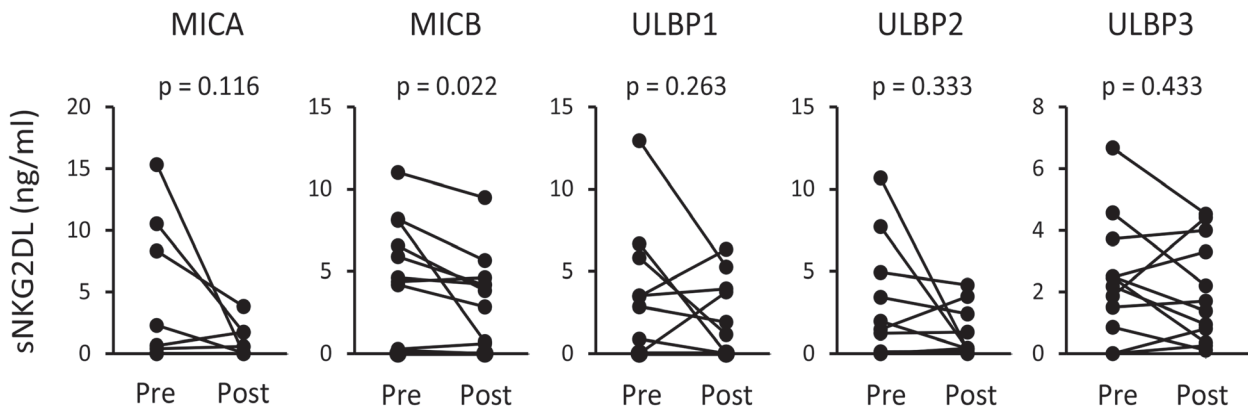 MICA MICB ULBP1 ULBP2 ULBP3
p = 0.116 p = 0.022 p = 0.263 p = 0.333 p = 0.433
sNKG2DL (ng/ml)
20 15 15 15 8
15 10 10 10 6
10 5 5 5 4
5 0 0 0 2
0 0
Pre Post Pre Post Pre Post Pre Post Pre Post